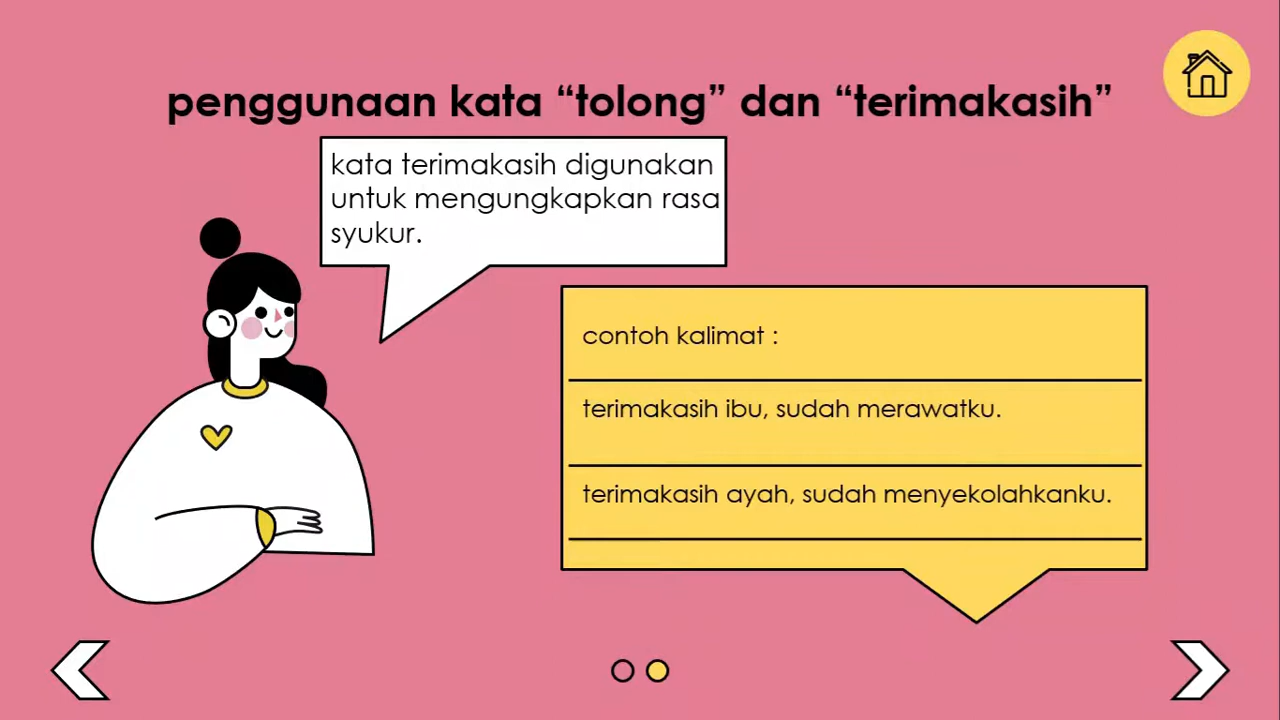 penggunaan kata “tolong” dan “terimakasih”
kata terimakasih digunakan
untuk mengungkapkan rasa
syukur.
contoh kalimat :
terimakasih ibu, sudah merawatku.
terimakasih ayah, sudah menyekolahkanku.